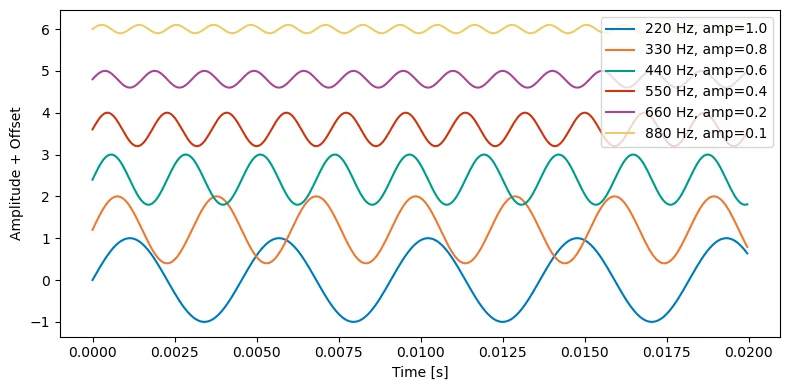 6
5
4
3
2
1
0
−1
Amplitude + Offset
220 Hz, amp=1.0
330 Hz, amp=0.8
440 Hz, amp=0.6
550 Hz, amp=0.4
660 Hz, amp=0.2
880 Hz, amp=0.1
0.0000 0.0025 0.0050 0.0075 0.0100 0.0125 0.0150 0.0175 0.0200
Time [s]